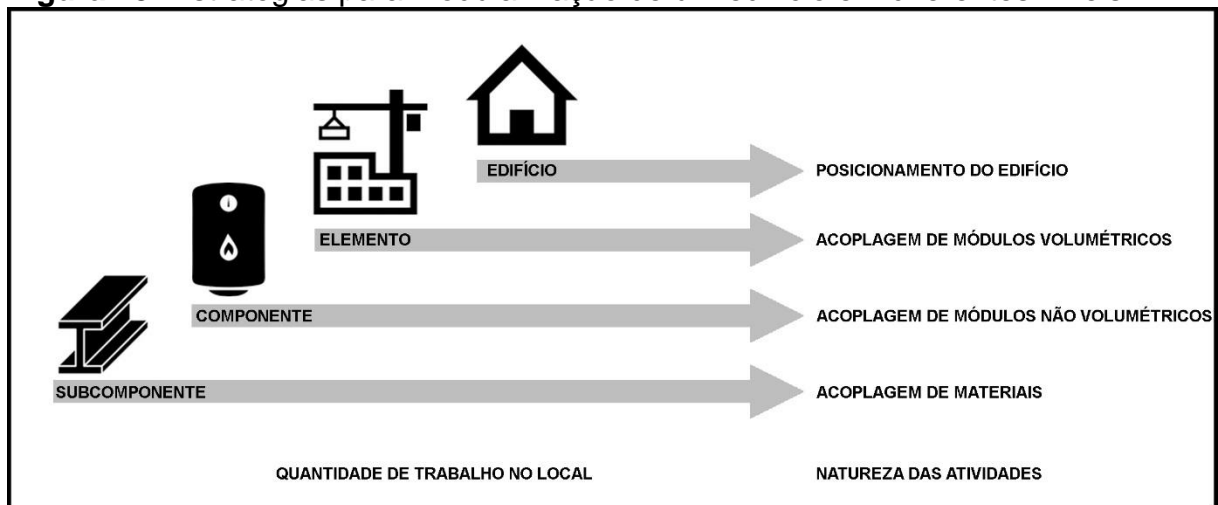 EDIFÍCIO
POSICIONAMENTO DO EDIFÍCIO
ELEMENTO
ACOPLAGEM DE MÓDULOS VOLUMÉTRICOS
COMPONENTE
ACOPLAGEM DE MÓDULOS NÃO VOLUMÉTRICOS
SUBCOMPONENTE
ACOPLAGEM DE MATERIAIS
QUANTIDADE DE TRABALHO NO LOCAL
NATUREZA DAS ATIVIDADES